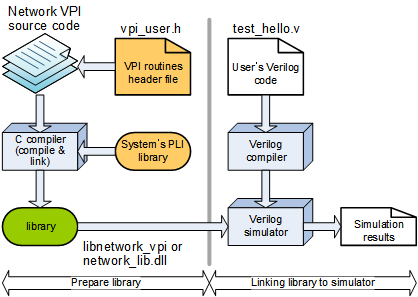 Network VPI
source code
vpi_user.h
VPI routines
header file
test_hello.v
User's Verilog
code
C compiler
(compile &
link)
System's PLI
library
Verilog
compiler
library
libnetwork_vpi or
network_lib.dll
Verilog
simulator
Simulation
results
Prepare library
Linking library to simulator